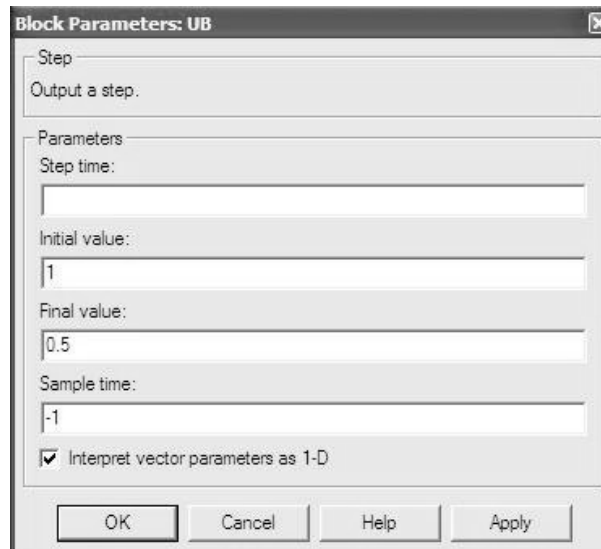 Block Parameters: UB
Step
Output a step.
Parameters
Step time:
Initial value:
1
Final value:
0.5
Sample time:
-1
Interpret vector parameters as 1-D
OK Cancel Help Apply